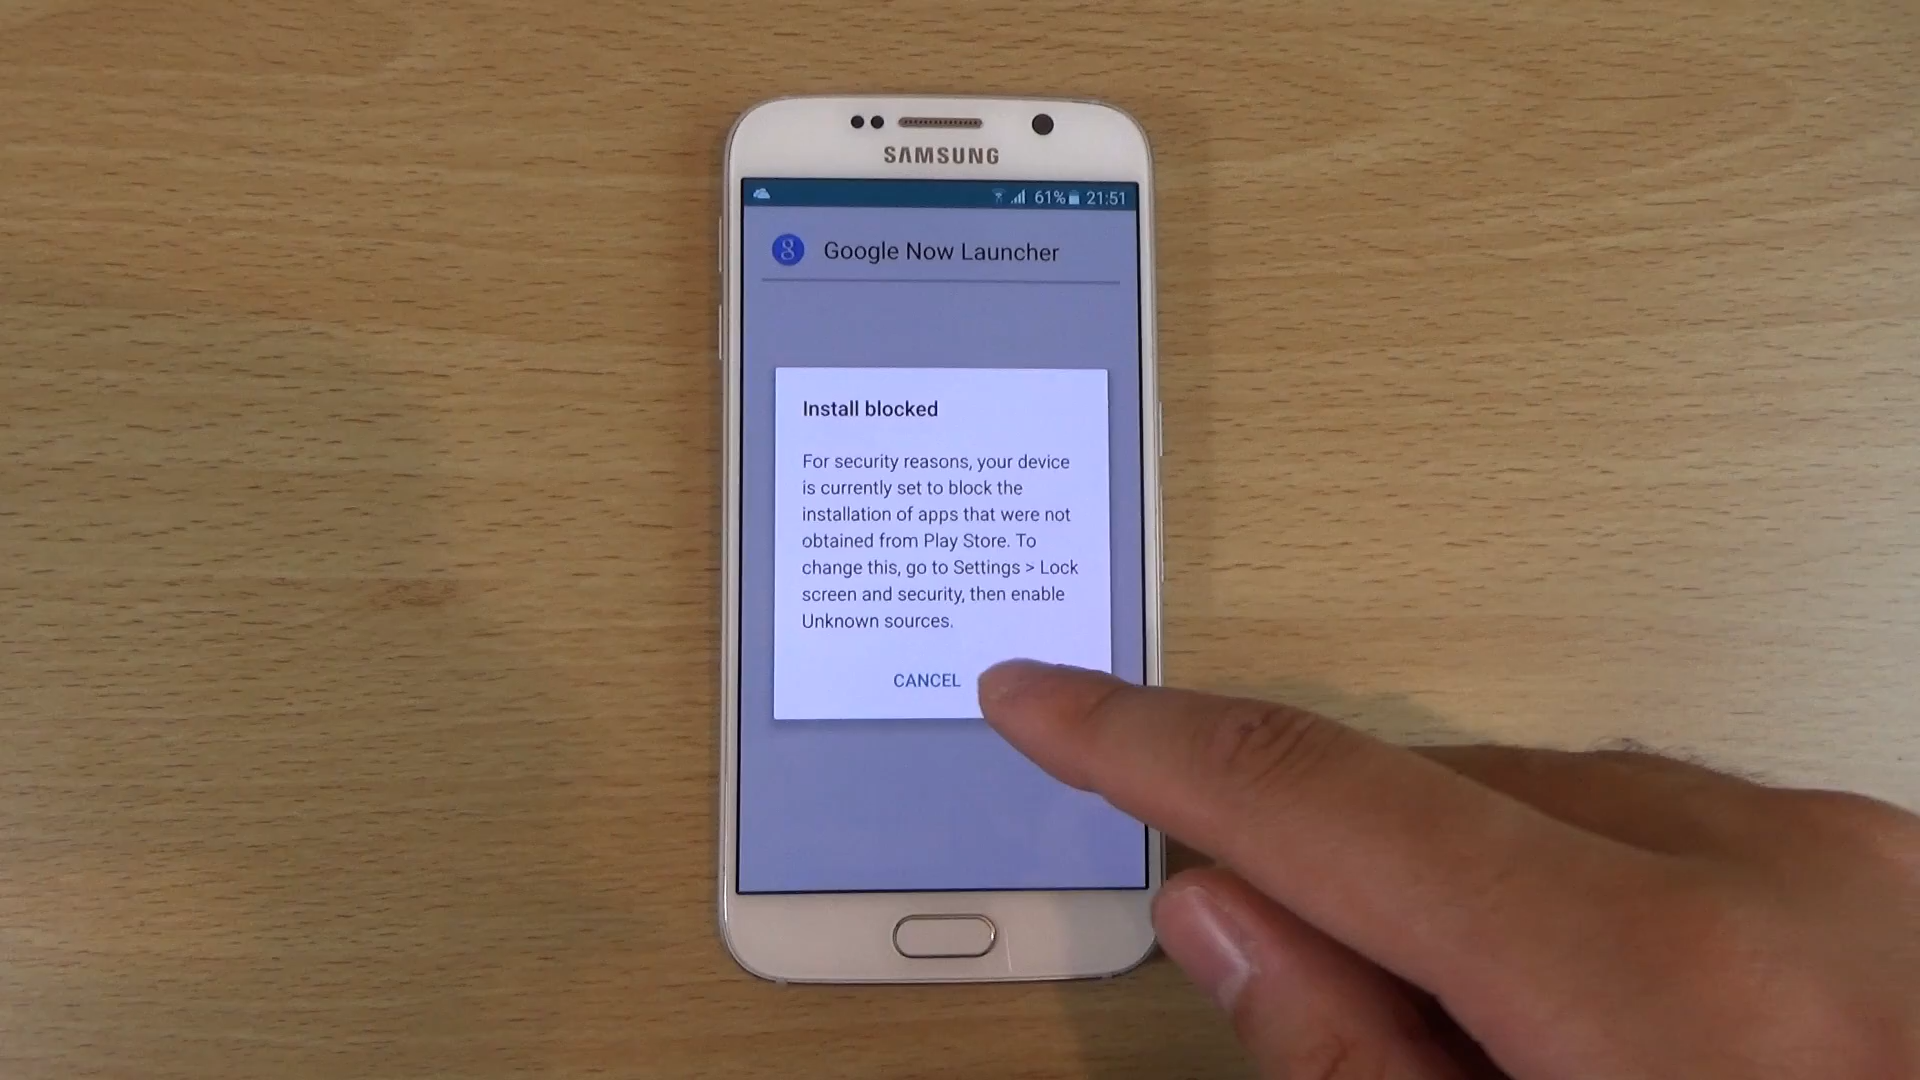 SAMSUNG
61% 21:51
g Google Now Launcher
Install blocked
For security reasons, your device
is currently set to block the
installation of apps that were not
obtained from Play Store. To
change this, go to Settings > Lock
screen and security, then enable
Unknown sources.
CANCEL